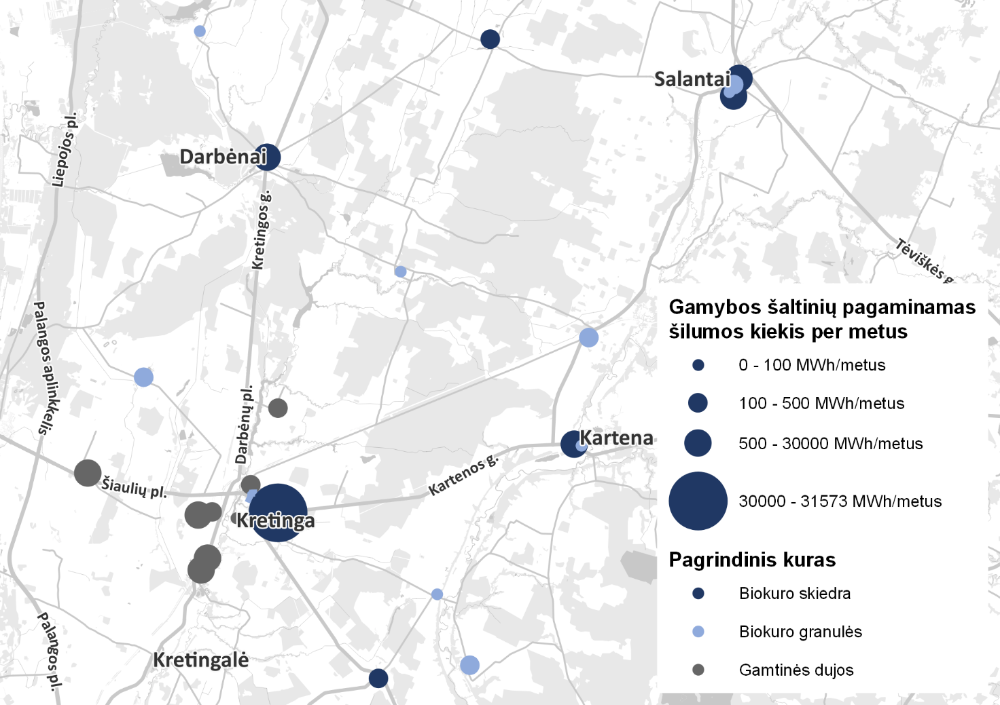 Salantai
Liepojos pl.
Darbėnai
Kretingos g.
Tėviškės g.
Palangos aplinkkelis
Darbėnų pl.
Kartena
Šiaulių pl.
Kartenos g.
Kretinga
Kretingalė
Palangos pl.
Gamybos šaltinių pagaminamas
šilumos kiekis per metus
0 - 100 MWh/metus
100 - 500 MWh/metus
500 - 30000 MWh/metus
30000 - 31573 MWh/metus
Pagrindinis kuras
Biokuro skiedra
Biokuro granulės
Gamtinės dujos